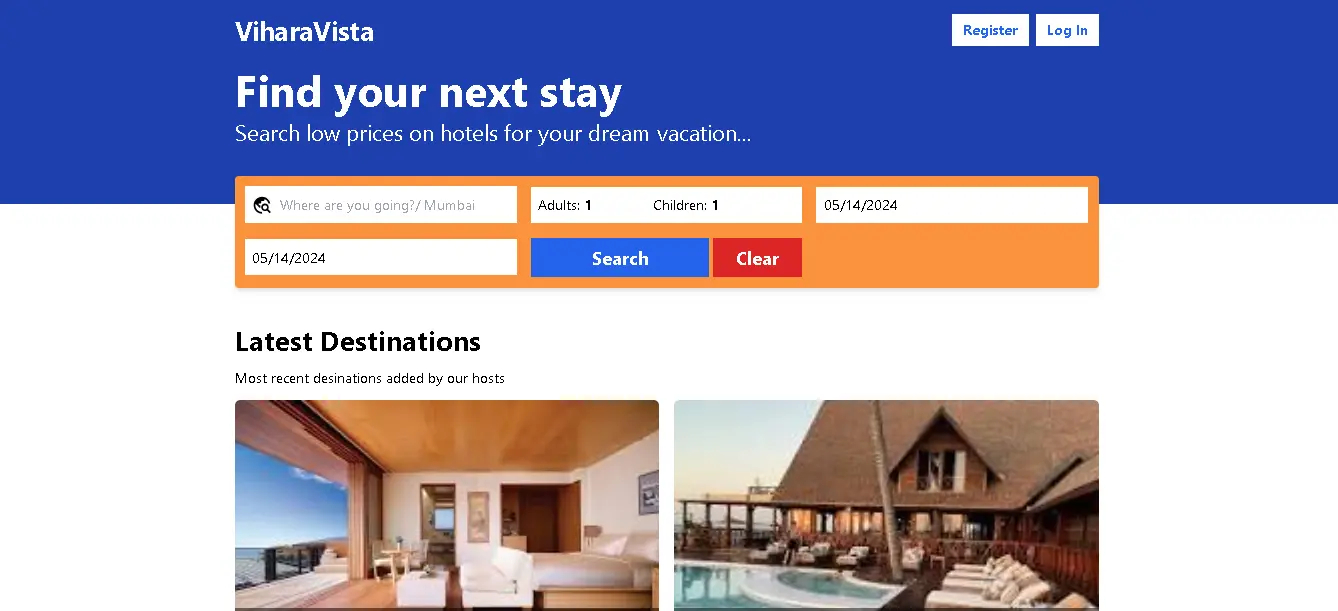 ViharaVista
Register
Log In
Find your next stay
Search low prices on hotels for your dream vacation...
Where are you going?/ Mumbai
Adults: 1
Children: 1
05/14/2024
05/14/2024
Search
Clear
Latest Destinations
Most recent desinations added by our hosts